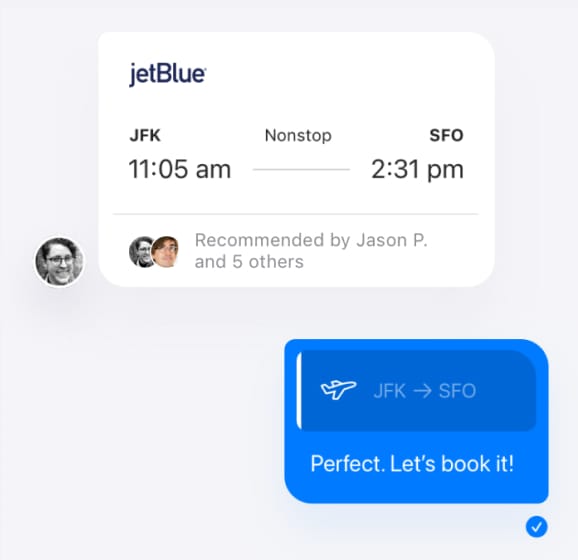 jetBlue
JFK Nonstop SFO
11:05 am 2:31 pm
Recommended by Jason P.
and 5 others
JFK → SFO
Perfect. Let’s book it!